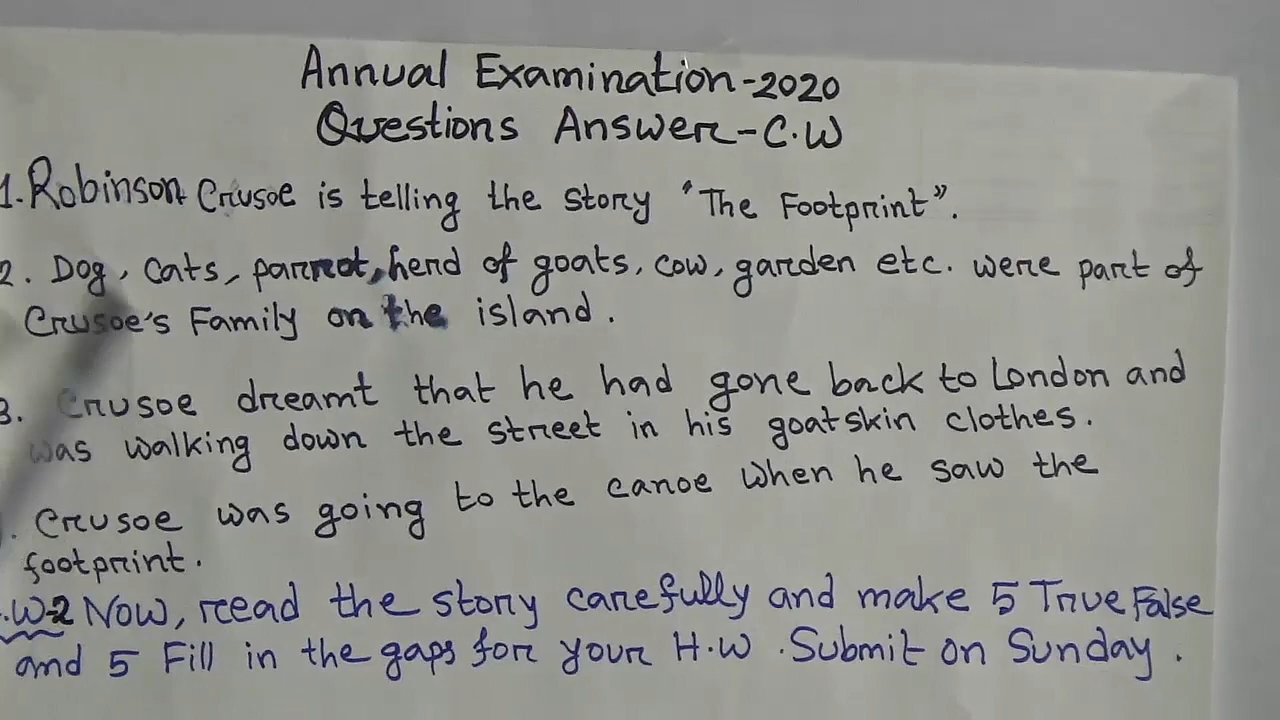 Annual Examination-2020
Questions Answer-C.W
1. Robinson Crusoe is telling the story "The Footprint".
2. Dog, Cats, parrot, herd of goats, cow, garden etc. were part of
Crusoe's Family on the island.
3. Crusoe dreamt that he had gone back to London and
was walking down the street in his goatskin clothes.
. Crusoe was going to the canoe when he saw the
footprint.
.W-2 Now, read the story carefully and make 5 True False
and 5 Fill in the gaps for your H.W. Submit on Sunday.